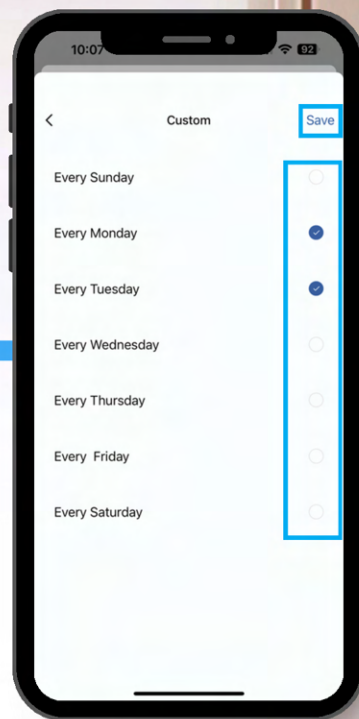 10:07
92
Custom
Save
Every Sunday
Every Monday
Every Tuesday
Every Wednesday
Every Thursday
Every Friday
Every Saturday